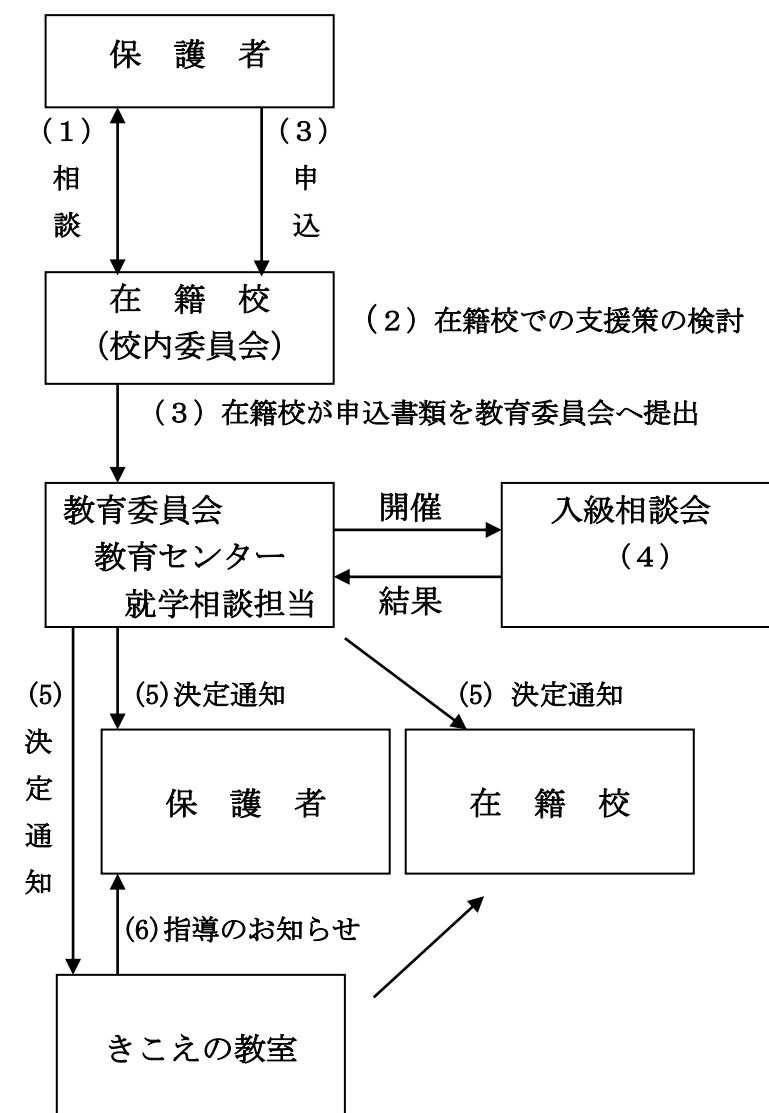 保　護　者
(１)
相
談
(３)
申
込
在　籍　校
(校内委員会)
(２) 在籍校での支援策の検討
(３) 在籍校が申込書類を教育委員会へ提出
教育委員会
教育センター
就学相談担当
開催
結果
入級相談会
(４)
(5)
決
定
通
知
(5)決定通知
(5) 決定通知
保　護　者
在　籍　校
(6)指導のお知らせ
きこえの教室